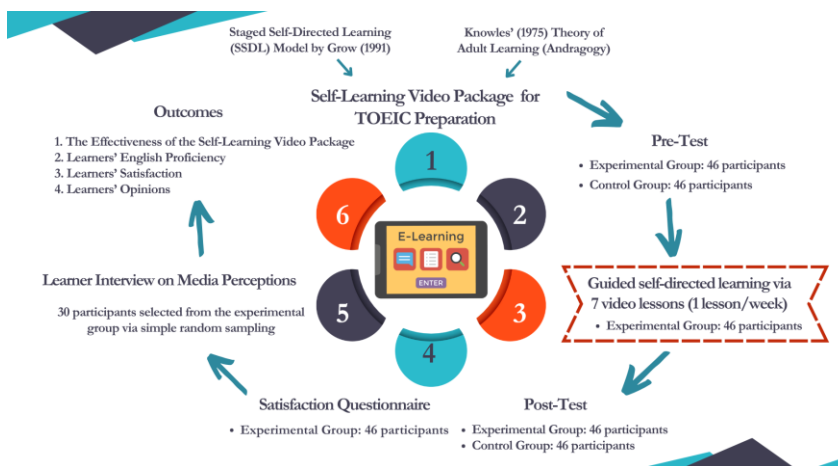 Staged Self-Directed Learning
(SSDL) Model by Grow (1991)
Knowles' (1975) Theory of
Adult Learning (Andragogy)
Self-Learning Video Package for
TOEIC Preparation
1
Pre-Test
• Experimental Group: 46 participants
• Control Group: 46 participants
2
Guided self-directed learning via
7 video lessons (1 lesson/week)
• Experimental Group: 46 participants
3
Post-Test
• Experimental Group: 46 participants
• Control Group: 46 participants
4
Satisfaction Questionnaire
• Experimental Group: 46 participants
5
Learner Interview on Media Perceptions
30 participants selected from the experimental
group via simple random sampling
6
Outcomes
1. The Effectiveness of the Self-Learning Video Package
2. Learners' English Proficiency
3. Learners' Satisfaction
4. Learners' Opinions
E-Learning
ENTER